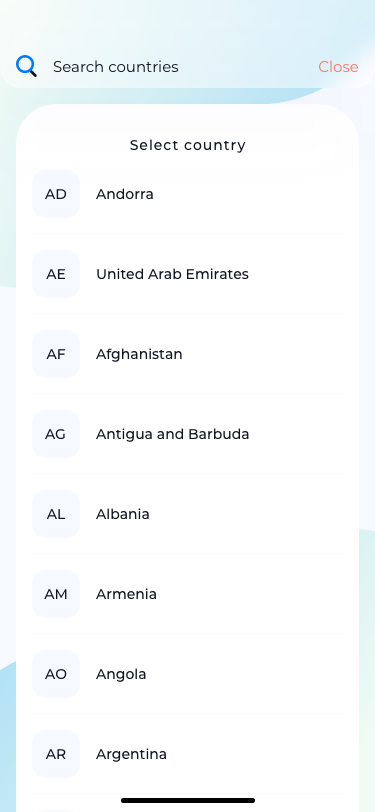 Search countries Close
Select country
AD Andorra
AE United Arab Emirates
AF Afghanistan
AG Antigua and Barbuda
AL Albania
AM Armenia
AO Angola
AR Argentina